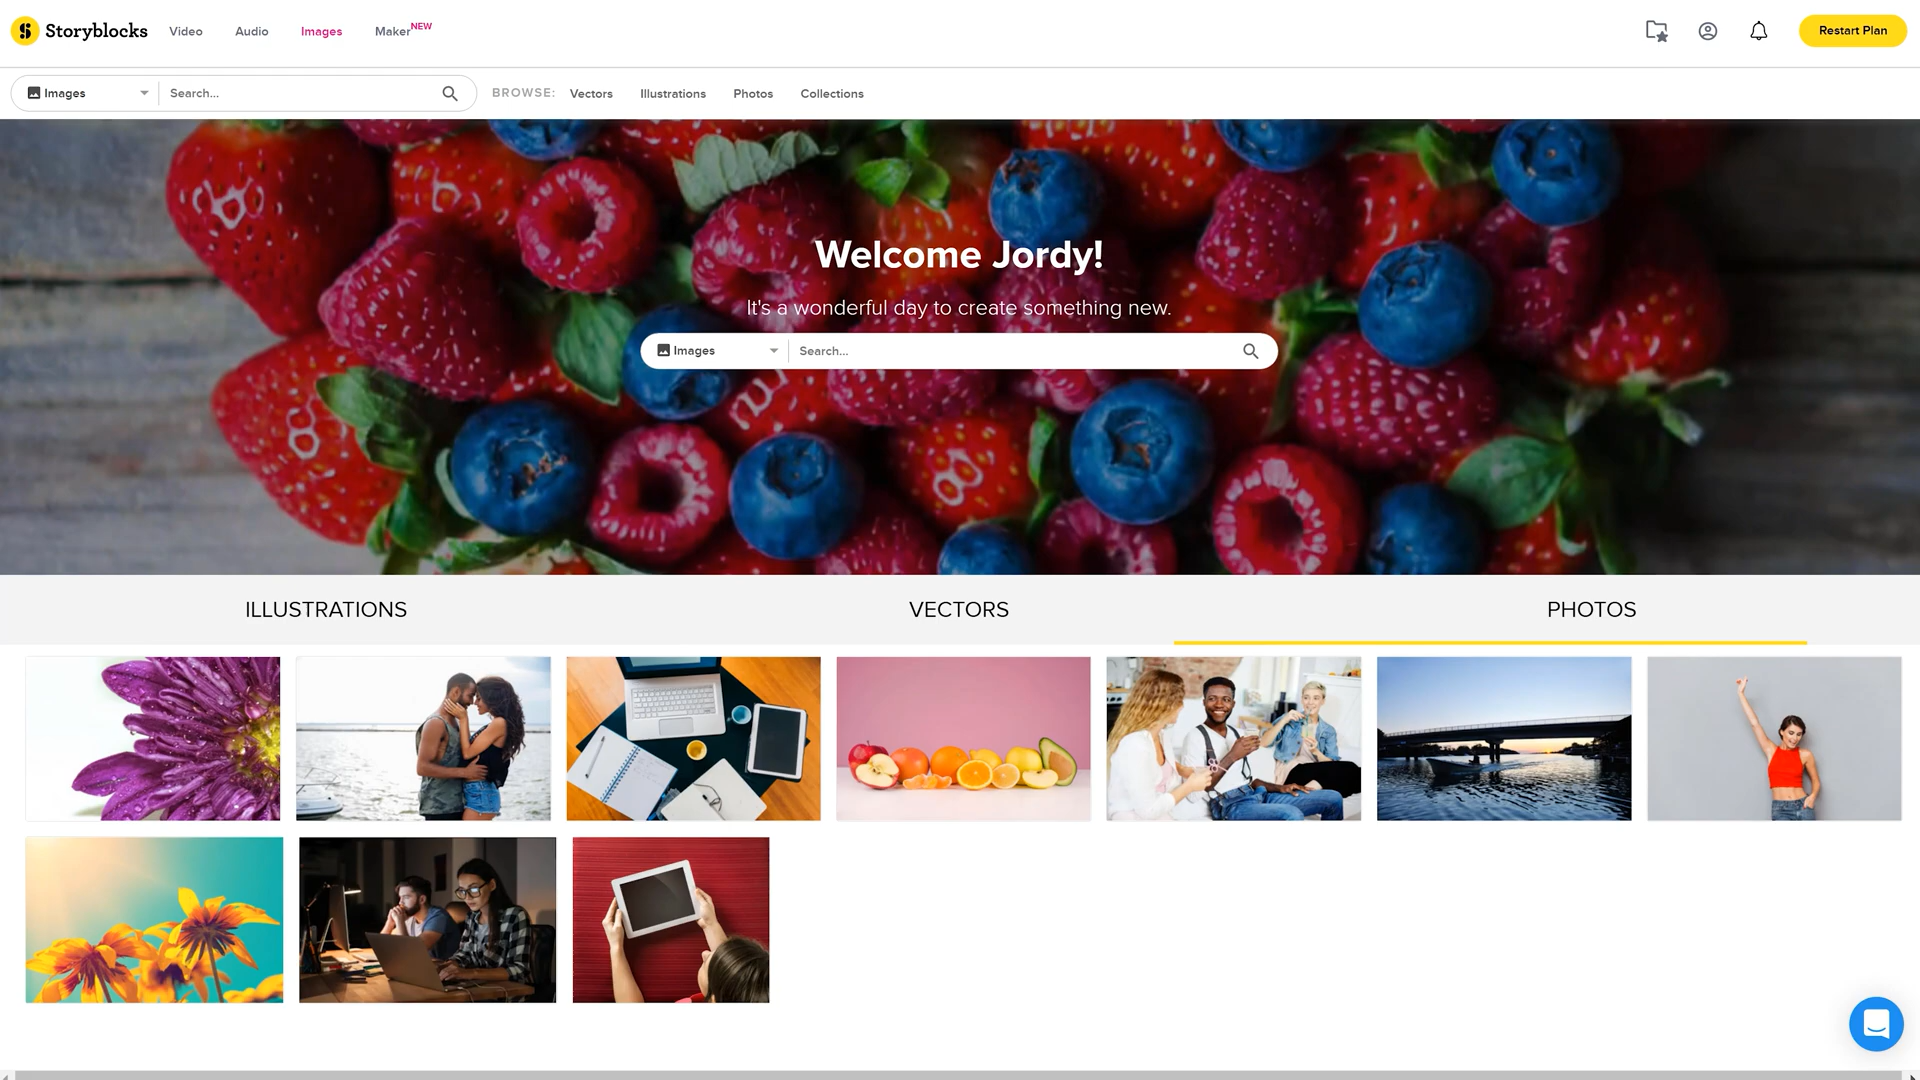 Storyblocks
Video
Audio
Images
Maker NEW
Restart Plan
Images
Search...
BROWSE:
Vectors
Illustrations
Photos
Collections
Welcome Jordy!
It's a wonderful day to create something new.
Images
Search...
ILLUSTRATIONS
VECTORS
PHOTOS